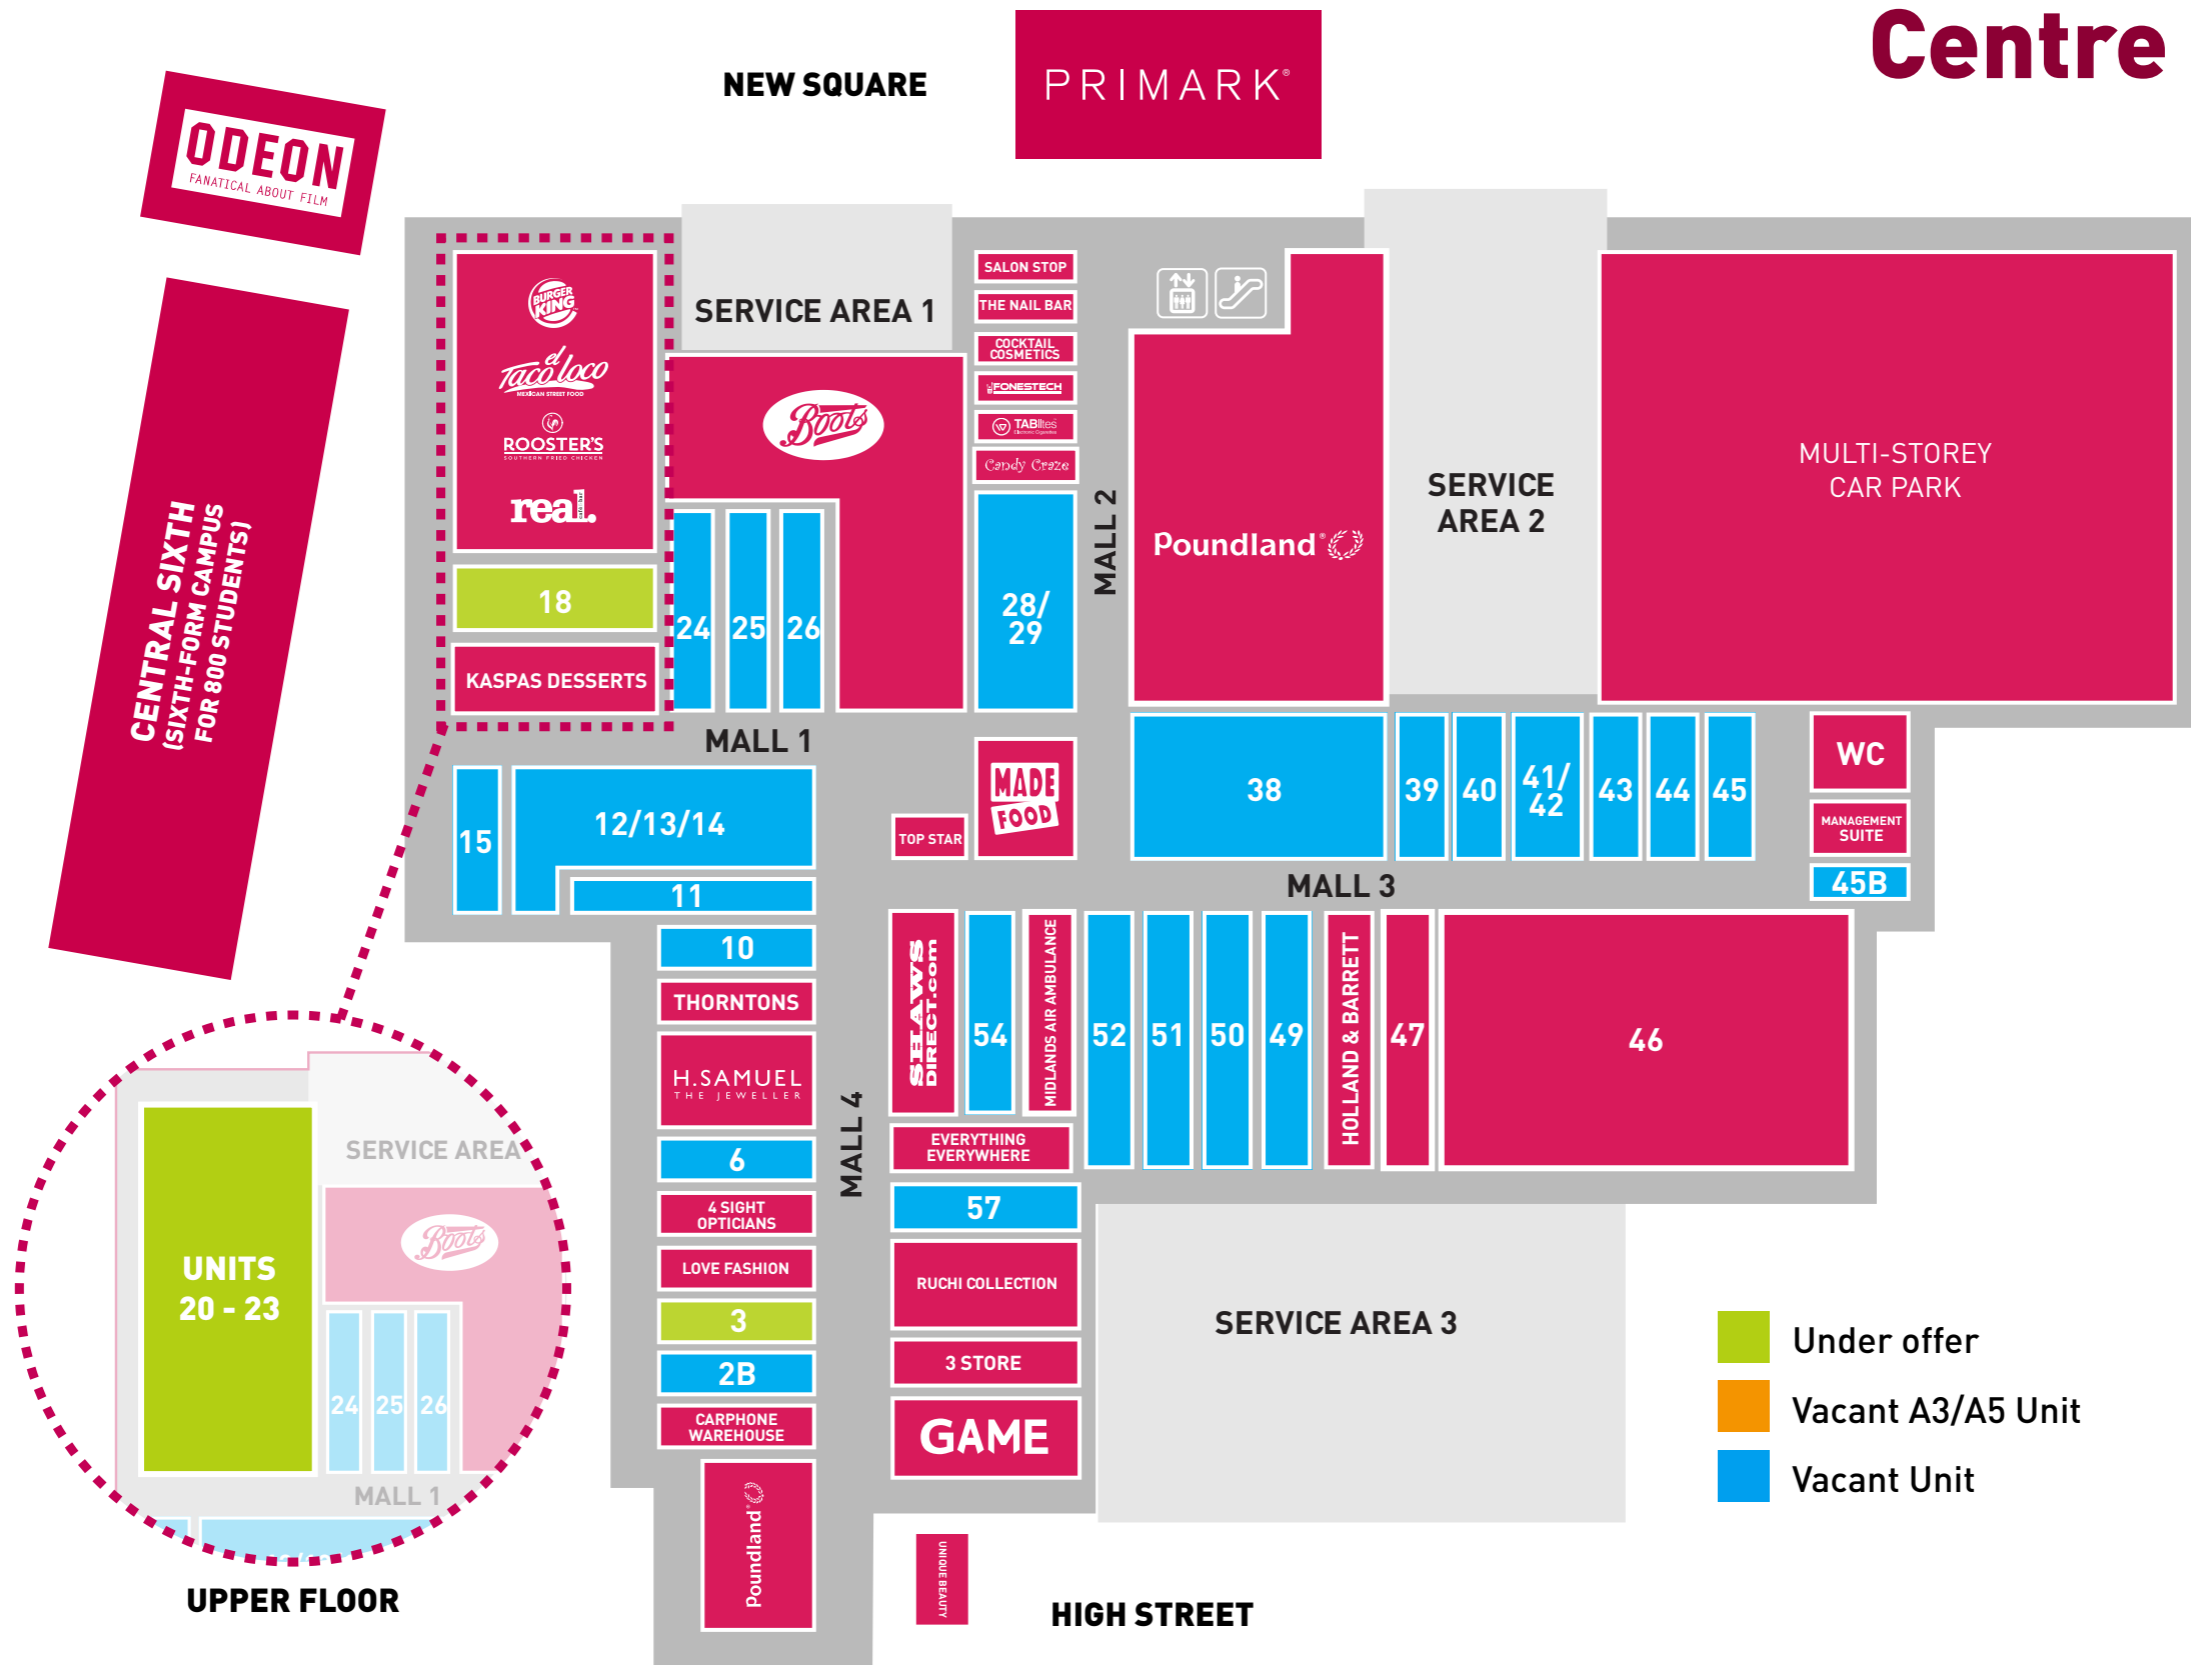 Centre
NEW SQUARE
PRIMARK®
ODEON
FANATICAL ABOUT FILM
CENTRAL SIXTH
(SIXTH-FORM CAMPUS
FOR 800 STUDENTS)
BURGER
KING
el
Taco loco
MEXICAN STREET FOOD
ROOSTER'S
SOUTHERN FRIED CHICKEN
real.
18
KASPAS DESSERTS
SERVICE AREA 1
Boots
24
25
26
SALON STOP
THE NAIL BAR
COCKTAIL
COSMETICS
FONESTECH
TABlites
Electronic Cigarettes
Candy Craze
28/
29
MALL 2
Poundland®
SERVICE
AREA 2
MULTI-STOREY
CAR PARK
MALL 1
15
12/13/14
11
TOP STAR
MADE
FOOD
38
39
40
41/
42
43
44
45
WC
MANAGEMENT
SUITE
45B
MALL 3
10
THORNTONS
H.SAMUEL
THE JEWELLER
6
4 SIGHT
OPTICIANS
LOVE FASHION
3
2B
CARPHONE
WAREHOUSE
Poundland®
MALL 4
SHAWS
DIRECT.com
54
MIDLANDS AIR AMBULANCE
52
51
50
49
HOLLAND & BARRETT
47
46
EVERYTHING
EVERYWHERE
57
RUCHI COLLECTION
3 STORE
GAME
SERVICE AREA 3
UNIQUE BEAUTY
HIGH STREET
SERVICE AREA
Boots
UNITS
20 - 23
24
25
26
MALL 1
UPPER FLOOR
Under offer
Vacant A3/A5 Unit
Vacant Unit